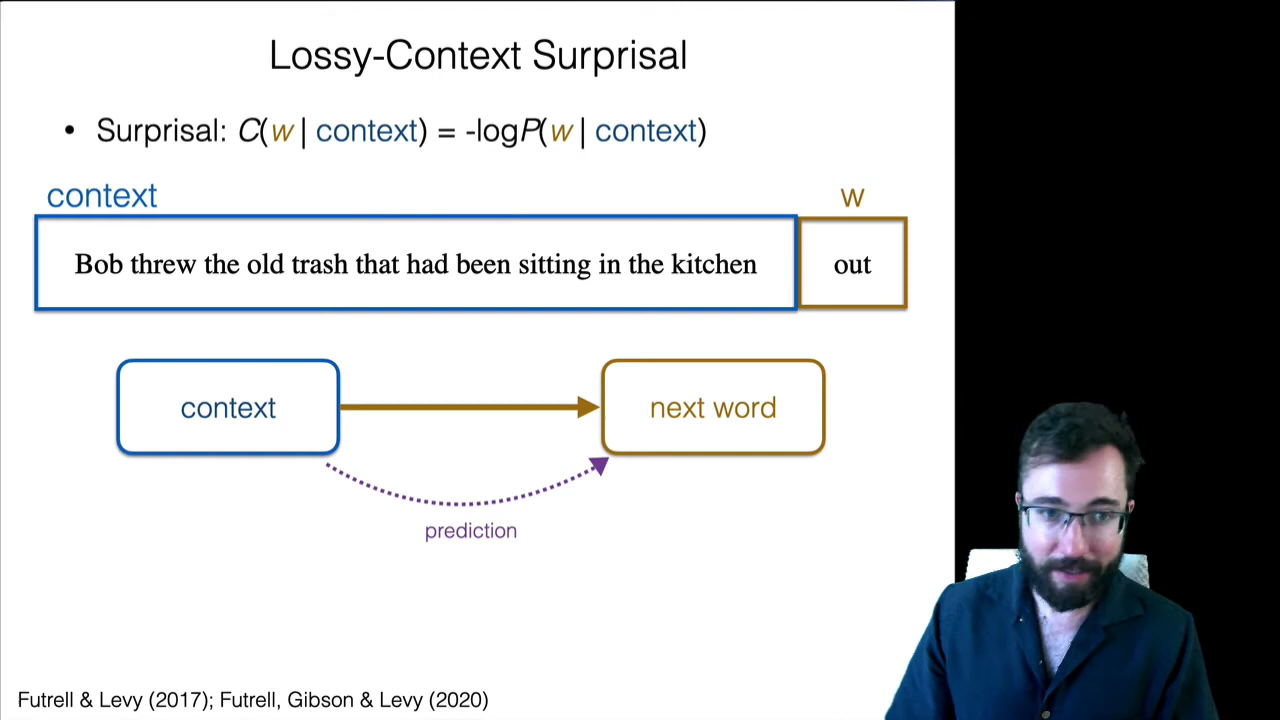 Lossy-Context Surprisal
• Surprisal: C(w | context) = -logP(w | context)
context w
Bob threw the old trash that had been sitting in the kitchen out
context next word
prediction
Futrell & Levy (2017); Futrell, Gibson & Levy (2020)